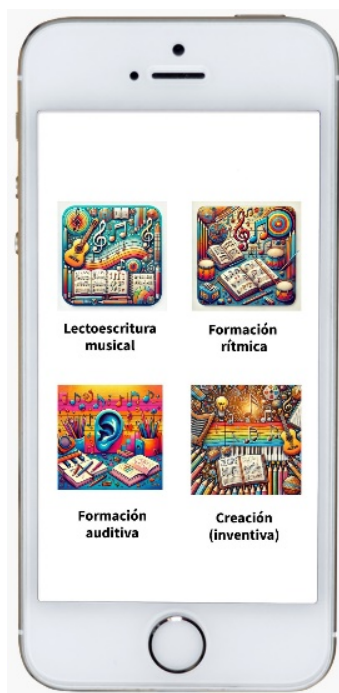 Lectoescritura
musical
Formación
rítmica
Formación
auditiva
Creación
(inventiva)